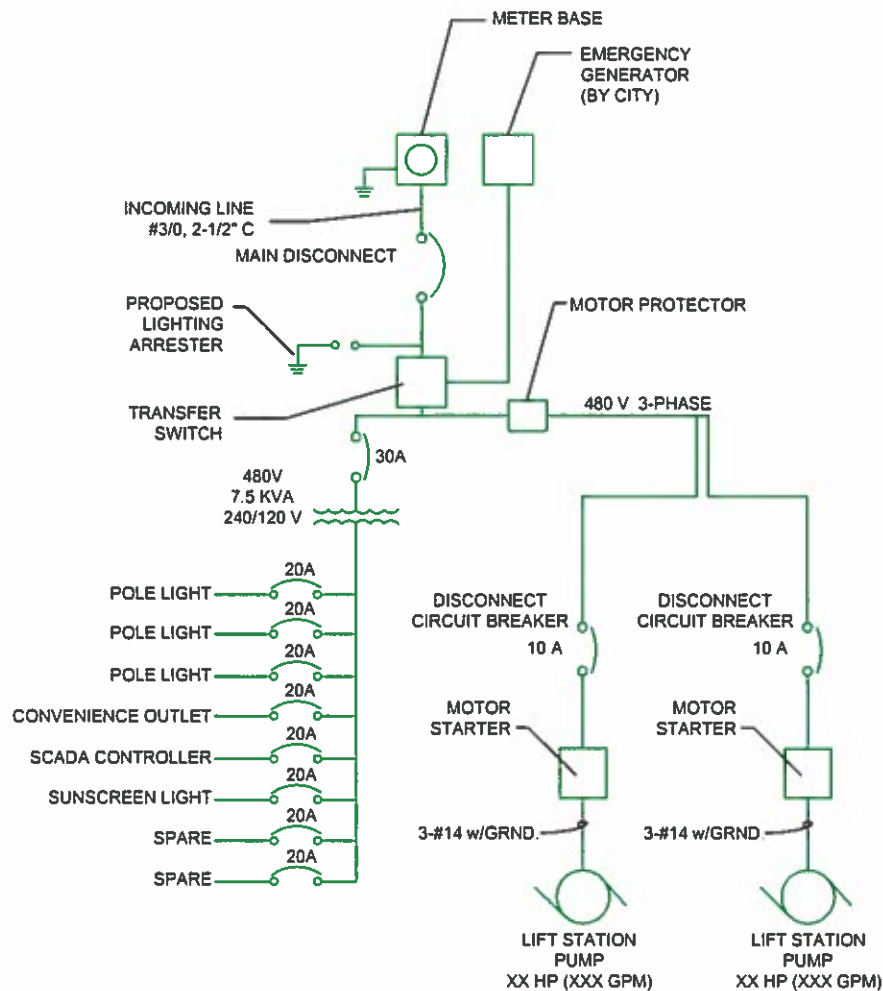 METER BASE
EMERGENCY
GENERATOR
(BY CITY)
INCOMING LINE
#3/0, 2-1/2" C
MAIN DISCONNECT
PROPOSED
LIGHTING
ARRESTER
MOTOR PROTECTOR
TRANSFER
SWITCH
480 V 3-PHASE
30A
480V
7.5 KVA
240/120 V
20A
POLE LIGHT
20A
POLE LIGHT
20A
POLE LIGHT
20A
CONVENIENCE OUTLET
20A
SCADA CONTROLLER
20A
SUNSCREEN LIGHT
20A
SPARE
20A
SPARE
DISCONNECT
CIRCUIT BREAKER
10 A
MOTOR
STARTER
3-#14 w/GRND.
LIFT STATION
PUMP
XX HP (XXX GPM)
DISCONNECT
CIRCUIT BREAKER
10 A
MOTOR
STARTER
3-#14 w/GRND.
LIFT STATION
PUMP
XX HP (XXX GPM)